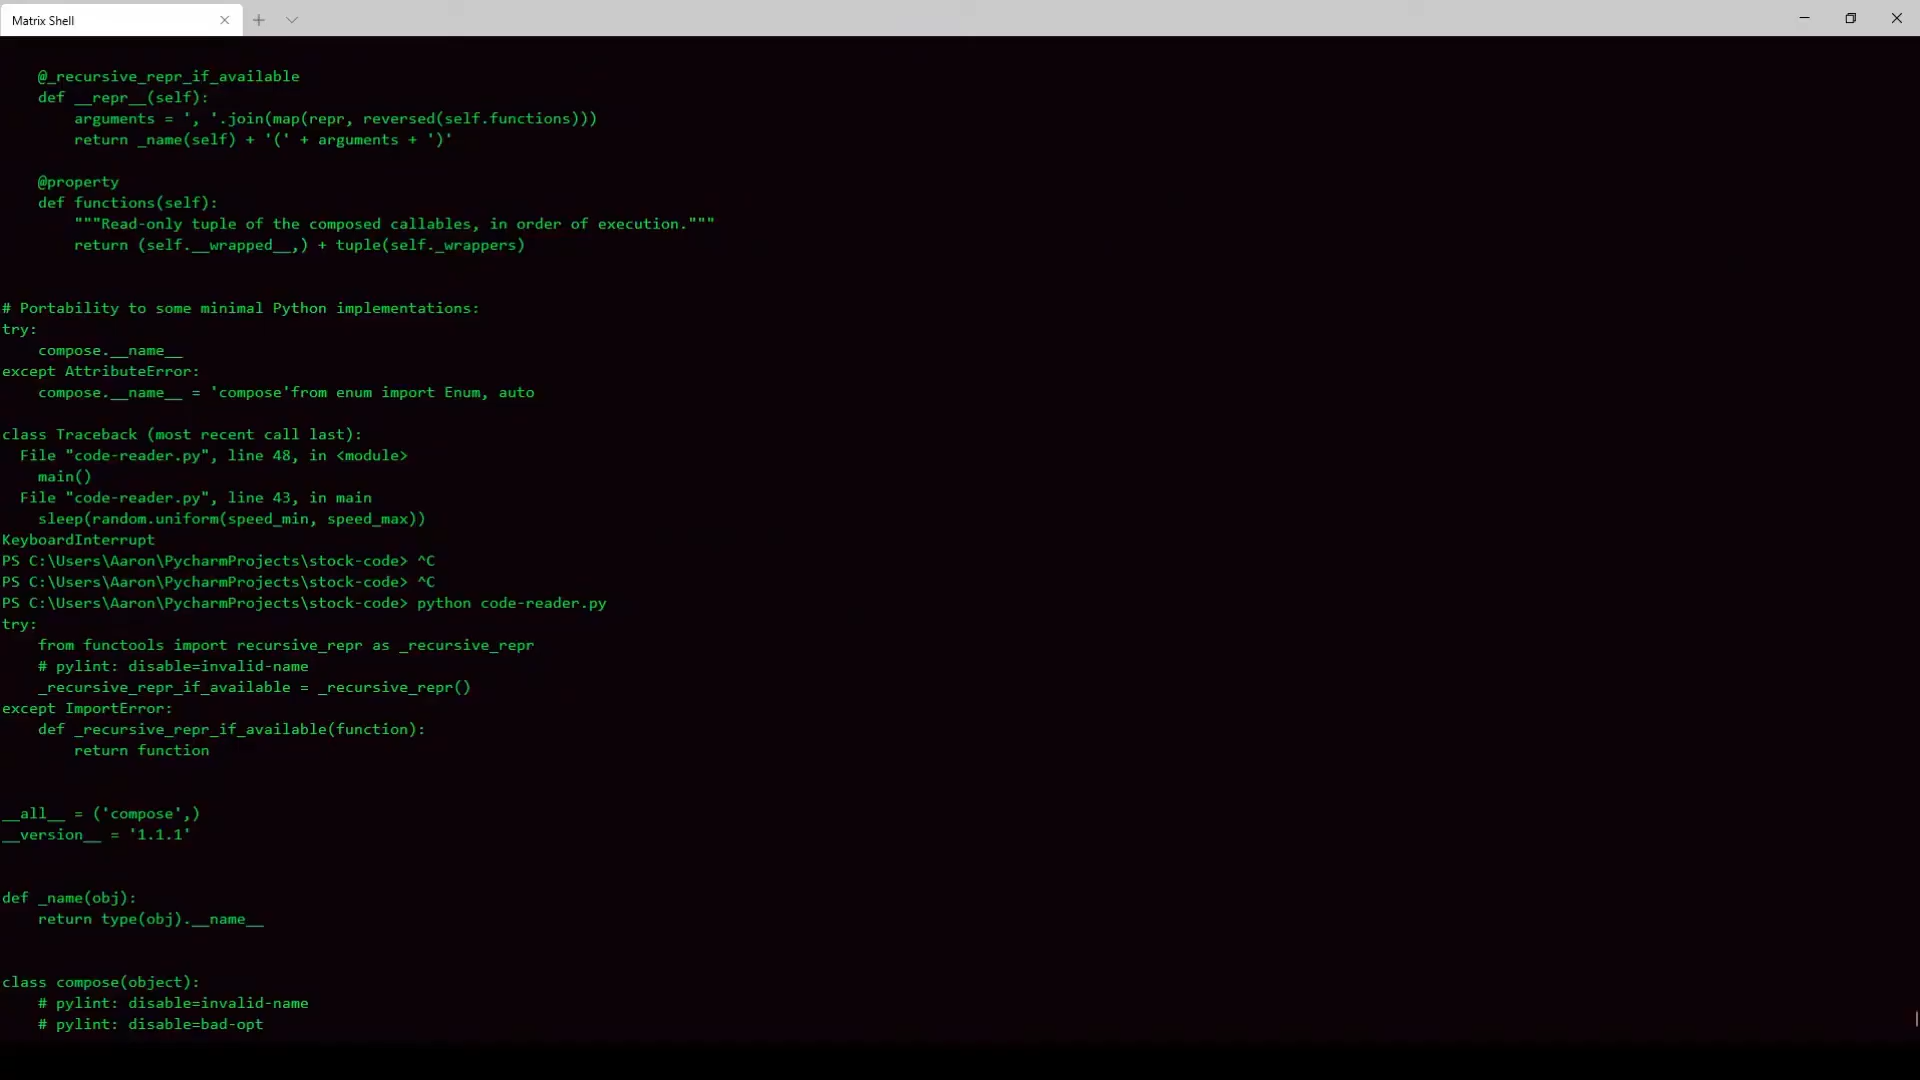 Matrix Shell
@_recursive_repr_if_available
def __repr__(self):
arguments = ', '.join(map(repr, reversed(self.functions)))
return _name(self) + '(' + arguments + ')'
@property
def functions(self):
"""Read-only tuple of the composed callables, in order of execution."""
return (self.__wrapped__,) + tuple(self._wrappers)
# Portability to some minimal Python implementations:
try:
compose.__name__
except AttributeError:
compose.__name__ = 'compose'from enum import Enum, auto
class Traceback (most recent call last):
File "code-reader.py", line 48, in <module>
main()
File "code-reader.py", line 43, in main
sleep(random.uniform(speed_min, speed_max))
KeyboardInterrupt
PS C:\Users\Aaron\PycharmProjects\stock-code> ^C
PS C:\Users\Aaron\PycharmProjects\stock-code> ^C
PS C:\Users\Aaron\PycharmProjects\stock-code> python code-reader.py
try:
from functools import recursive_repr as _recursive_repr
# pylint: disable=invalid-name
_recursive_repr_if_available = _recursive_repr()
except ImportError:
def _recursive_repr_if_available(function):
return function
__all__ = ('compose',)
__version__ = '1.1.1'
def _name(obj):
return type(obj).__name__
class compose(object):
# pylint: disable=invalid-name
# pylint: disable=bad-opt